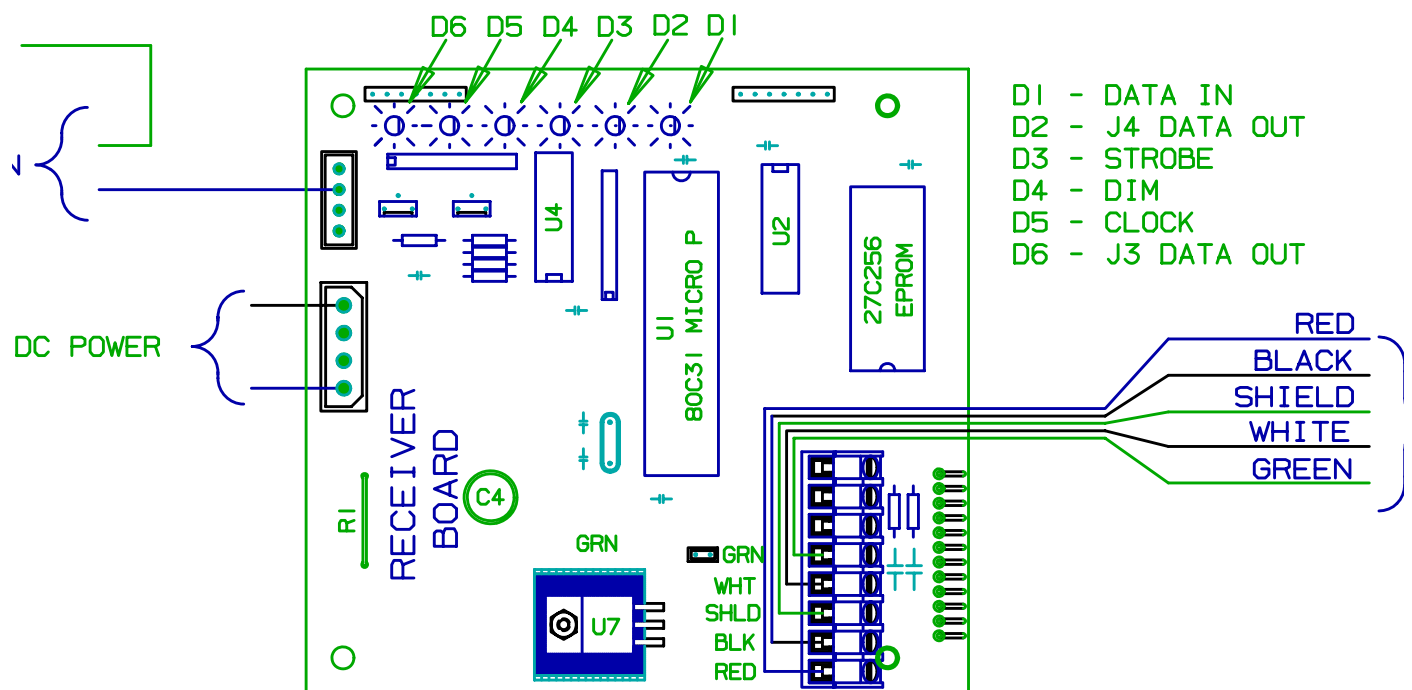 D6 D5 D4 D3 D2 D1
D1 - DATA IN
D2 - J4 DATA OUT
D3 - STROBE
D4 - DIM
D5 - CLOCK
D6 - J3 DATA OUT
U4
U2
27C256
EPROM
U1
80C31 MICRO P
DC POWER
RED
BLACK
SHIELD
WHITE
GREEN
RECEIVER
BOARD
C4
R1
GRN
GRN
WHT
SHLD
BLK
RED
U7